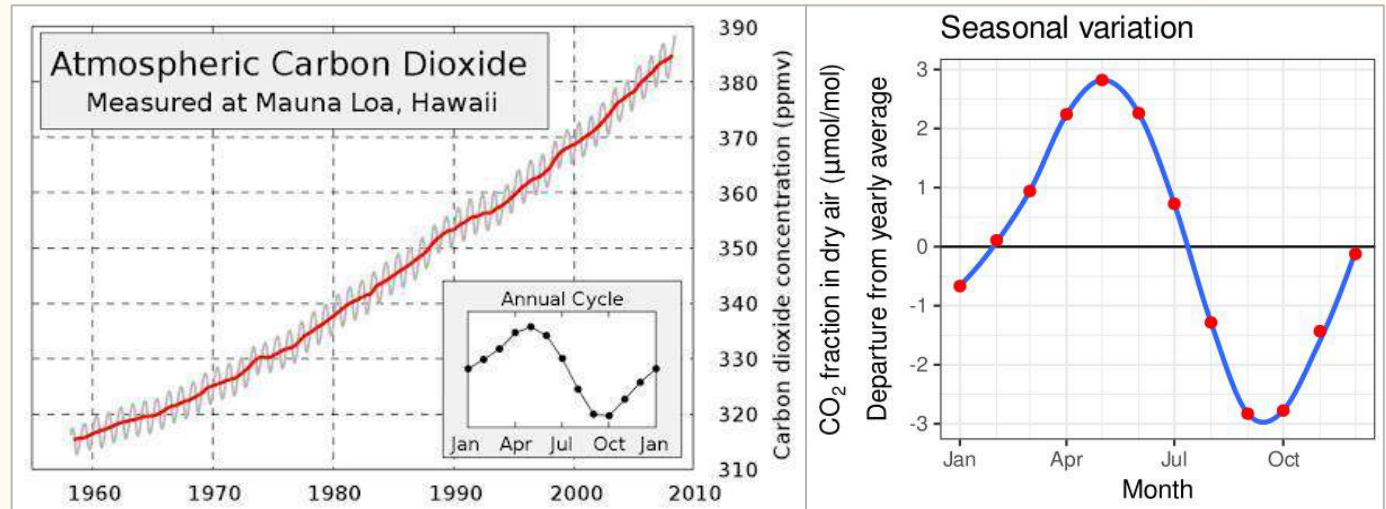 Atmospheric Carbon Dioxide
Measured at Mauna Loa, Hawaii
390
380
370
360
350
340
330
320
310
Carbon dioxide concentration (ppmv)
1960 1970 1980 1990 2000 2010
Annual Cycle
Jan Apr Jul Oct Jan
Seasonal variation
CO₂ fraction in dry air (µmol/mol)
Departure from yearly average
3
2
1
0
-1
-2
-3
Jan Apr Jul Oct
Month